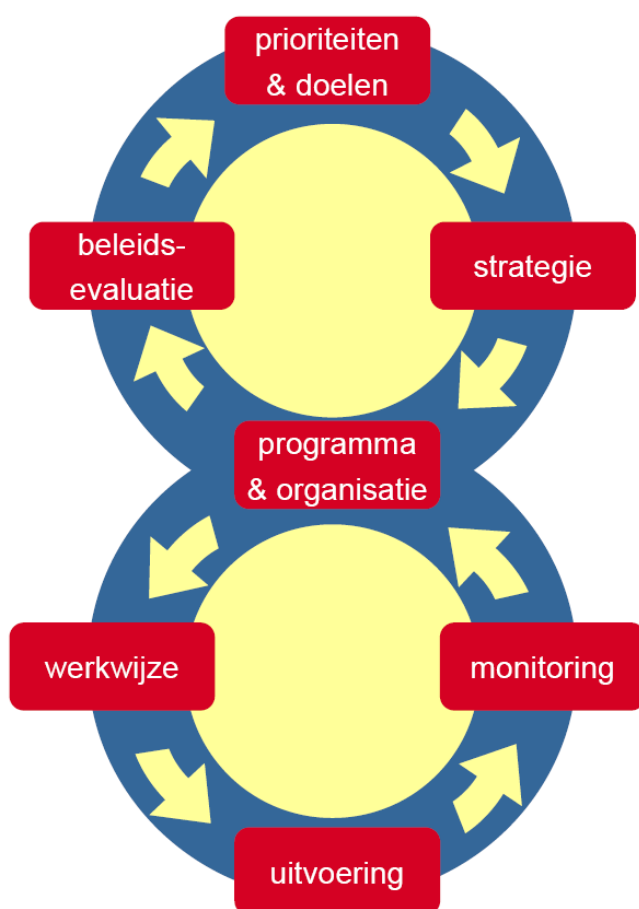 prioriteiten
& doelen
beleids-
evaluatie
strategie
programma
& organisatie
werkwijze
monitoring
uitvoering